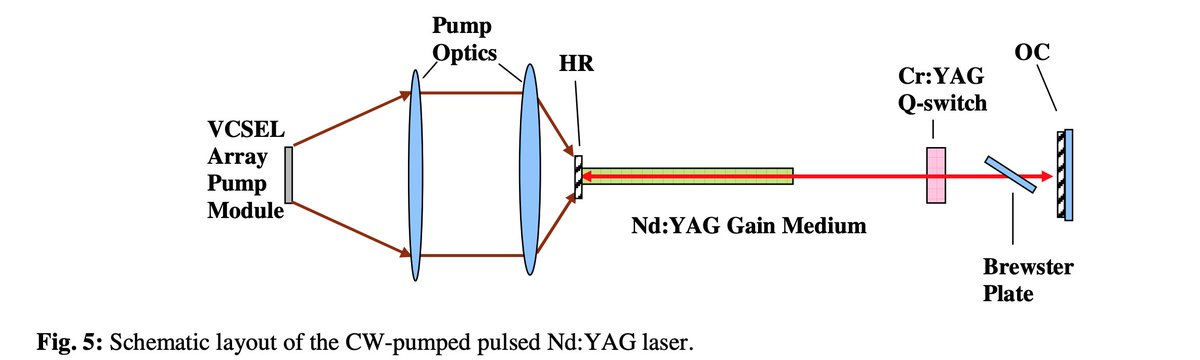 Pump
Optics
HR
OC
Cr:YAG
Q-switch
VCSEL
Array
Pump
Module
Nd:YAG Gain Medium
Brewster
Plate
Fig. 5: Schematic layout of the CW-pumped pulsed Nd:YAG laser.